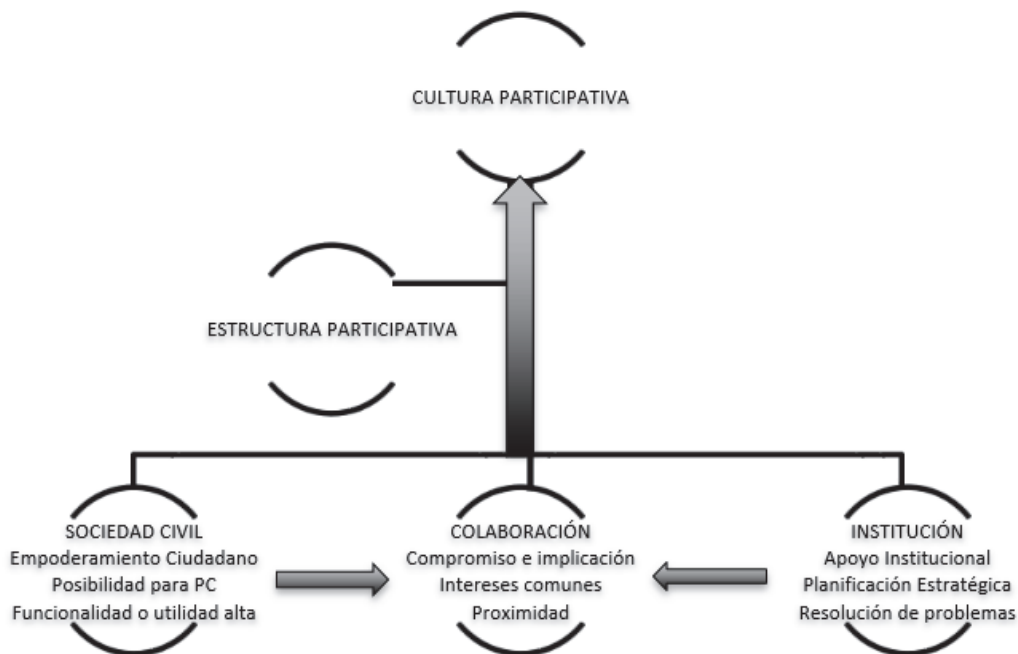 CULTURA PARTICIPATIVA
ESTRUCTURA PARTICIPATIVA
SOCIEDAD CIVIL
Empoderamiento Ciudadano
Posibilidad para PC
Funcionalidad o utilidad alta
COLABORACIÓN
Compromiso e implicación
Intereses comunes
Proximidad
INSTITUCIÓN
Apoyo Institucional
Planificación Estratégica
Resolución de problemas